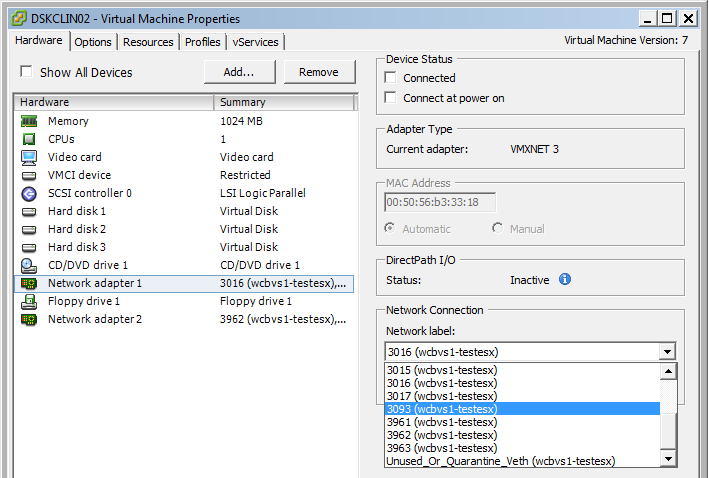 DSKCLIN02 - Virtual Machine Properties
Hardware Options Resources Profiles vServices Virtual Machine Version: 7
Show All Devices Add... Remove
Hardware Summary
Memory 1024 MB
CPUs 1
Video card Video card
VMCI device Restricted
SCSI controller 0 LSI Logic Parallel
Hard disk 1 Virtual Disk
Hard disk 2 Virtual Disk
Hard disk 3 Virtual Disk
CD/DVD drive 1 CD/DVD drive 1
Network adapter 1 3016 (wcbvs1-testesx),...
Floppy drive 1 Floppy drive 1
Network adapter 2 3962 (wcbvs1-testesx),...
Device Status
Connected
Connect at power on
Adapter Type
Current adapter: VMXNET 3
MAC Address
00:50:56:b3:33:18
Automatic Manual
DirectPath I/O
Status: Inactive
Network Connection
Network label:
3016 (wcbvs1-testesx)
3015 (wcbvs1-testesx)
3016 (wcbvs1-testesx)
3017 (wcbvs1-testesx)
3093 (wcbvs1-testesx)
3961 (wcbvs1-testesx)
3962 (wcbvs1-testesx)
3963 (wcbvs1-testesx)
Unused_Or_Quarantine_Veth (wcbvs1-testesx)